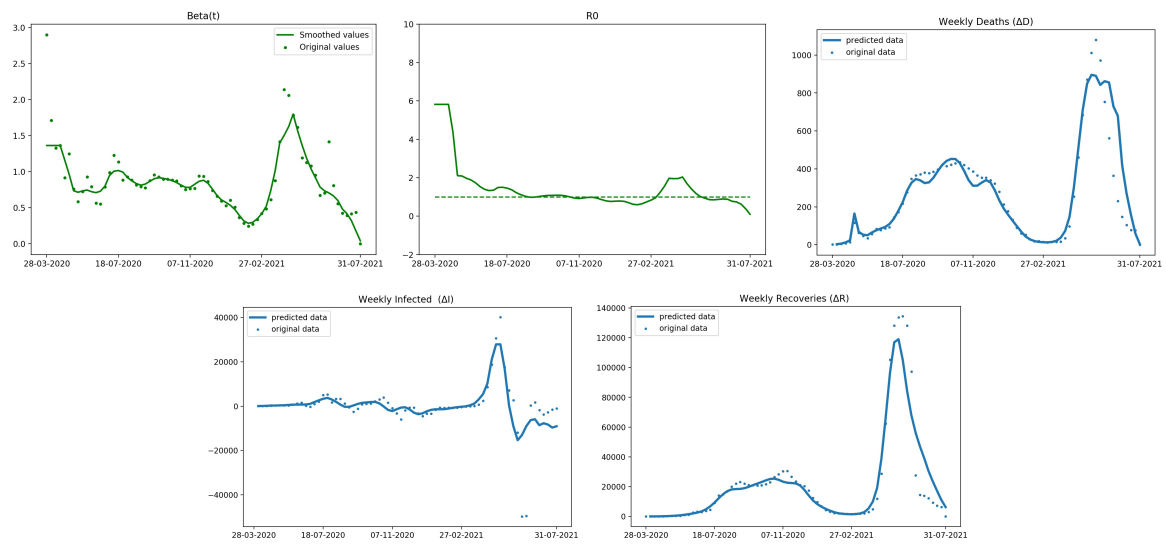 Beta(t)
3.0
2.5
2.0
1.5
1.0
0.5
0.0
Smoothed values
Original values
28-03-2020 18-07-2020 07-11-2020 27-02-2021 31-07-2021
R0
10
8
6
4
2
0
−2
28-03-2020 18-07-2020 07-11-2020 27-02-2021 31-07-2021
Weekly Deaths (ΔD)
predicted data
original data
1000
800
600
400
200
0
28-03-2020 18-07-2020 07-11-2020 27-02-2021 31-07-2021
Weekly Infected (ΔI)
predicted data
original data
40000
20000
0
−20000
−40000
28-03-2020 18-07-2020 07-11-2020 27-02-2021 31-07-2021
Weekly Recoveries (ΔR)
predicted data
original data
140000
120000
100000
80000
60000
40000
20000
0
28-03-2020 18-07-2020 07-11-2020 27-02-2021 31-07-2021